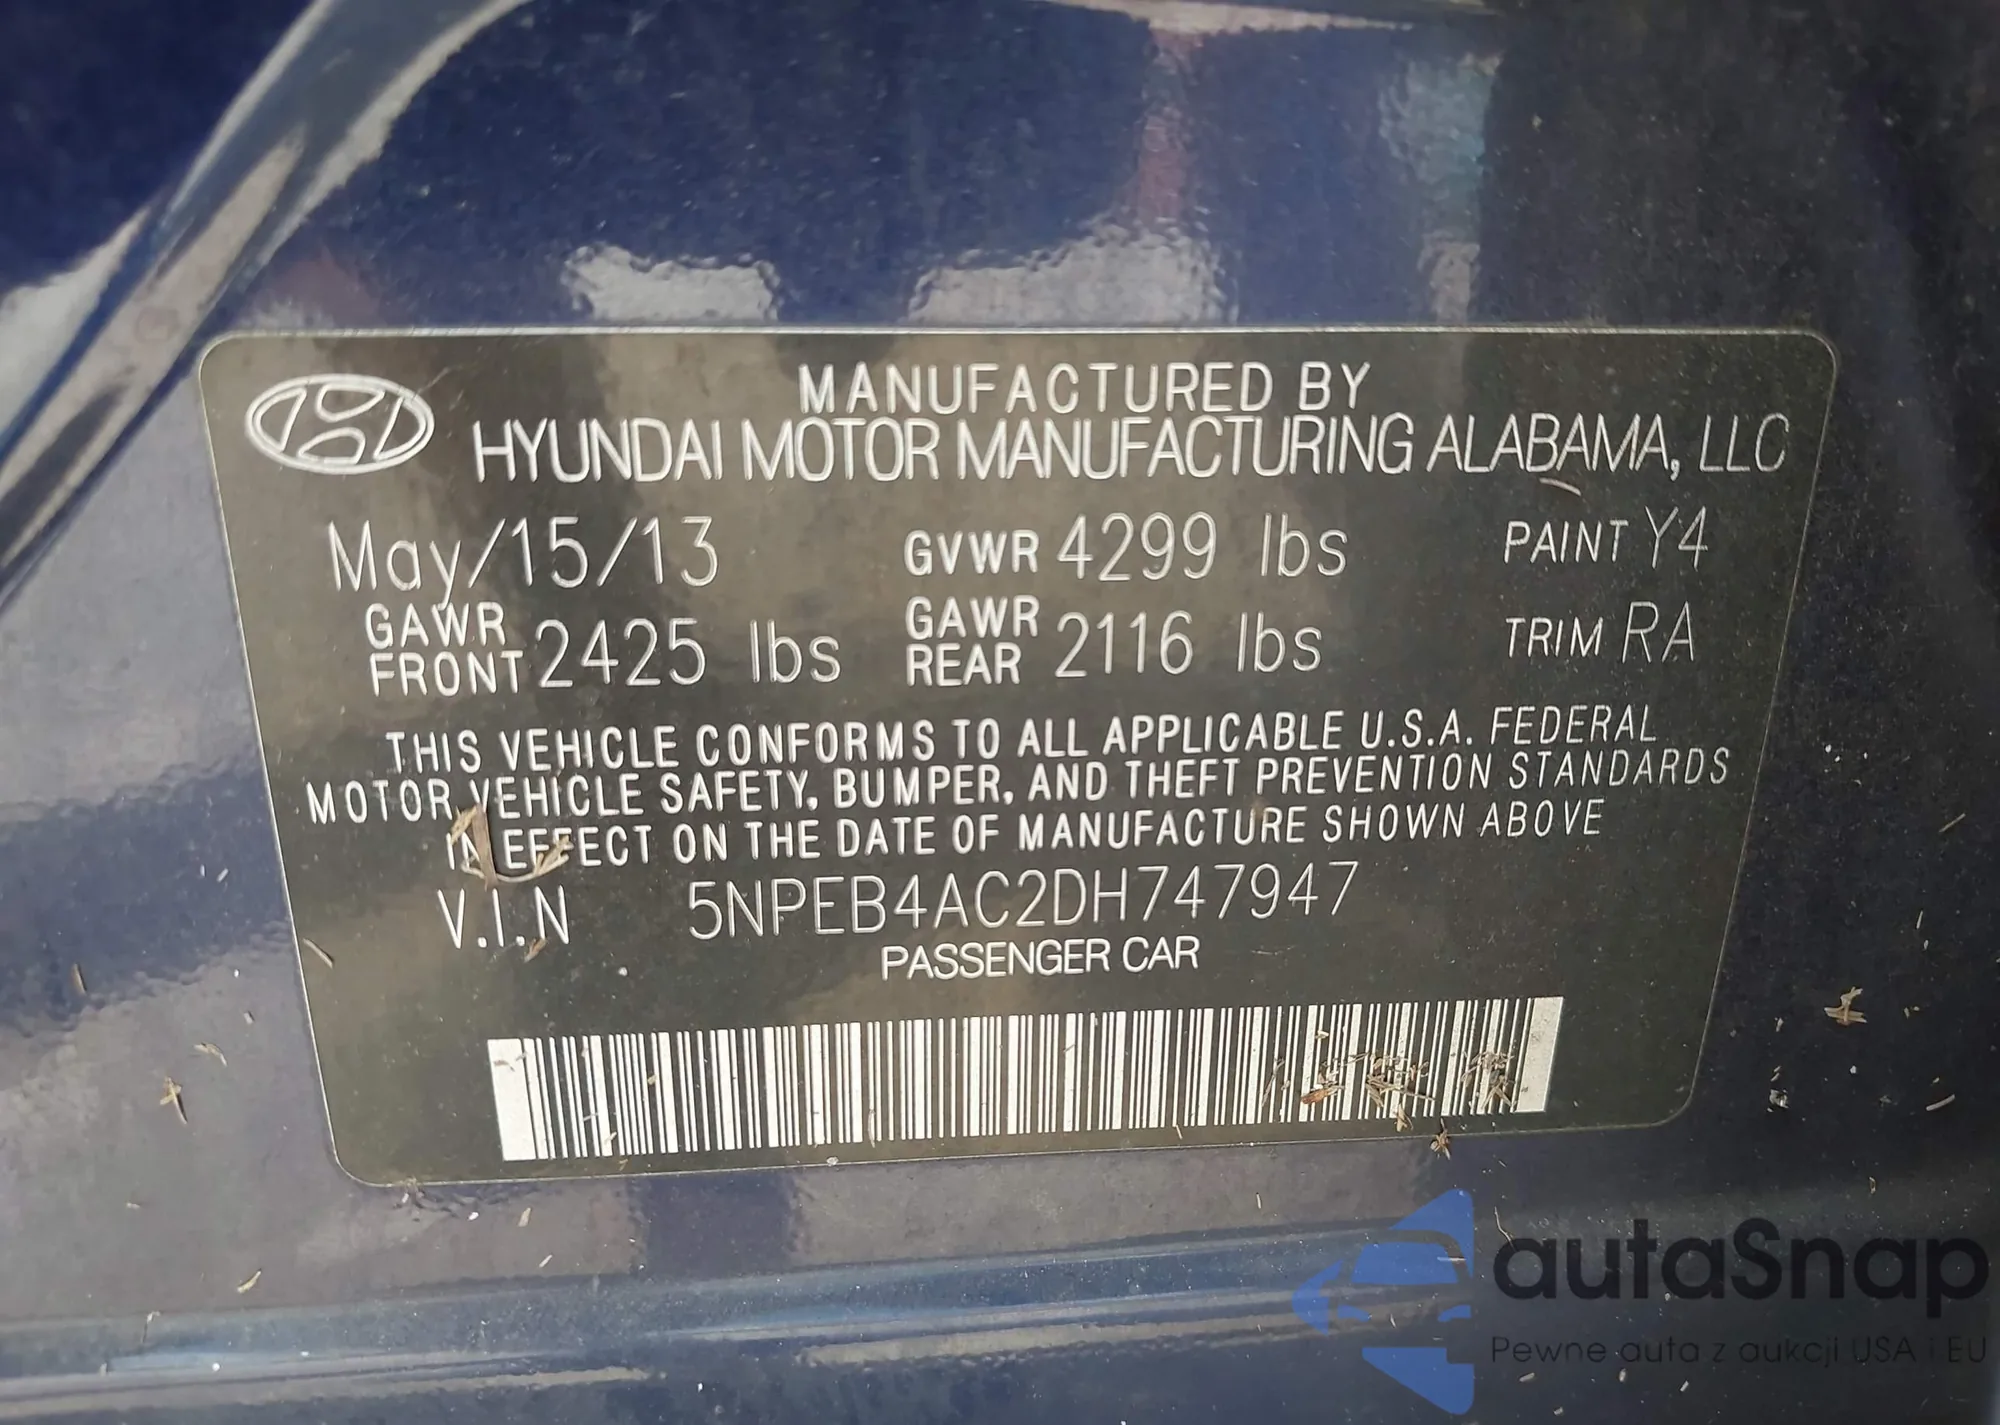 MANUFACTURED BY
HYUNDAI MOTOR MANUFACTURING ALABAMA, LLC
May/15/13 GVWR 4299 lbs PAINT Y4
GAWR FRONT 2425 lbs GAWR REAR 2116 lbs TRIM RA
THIS VEHICLE CONFORMS TO ALL APPLICABLE U.S.A. FEDERAL
MOTOR VEHICLE SAFETY, BUMPER, AND THEFT PREVENTION STANDARDS
IN EFFECT ON THE DATE OF MANUFACTURE SHOWN ABOVE
V.I.N 5NPEB4AC2DH747947
PASSENGER CAR
autaSnap
Pewne auta z aukcji USA i EU